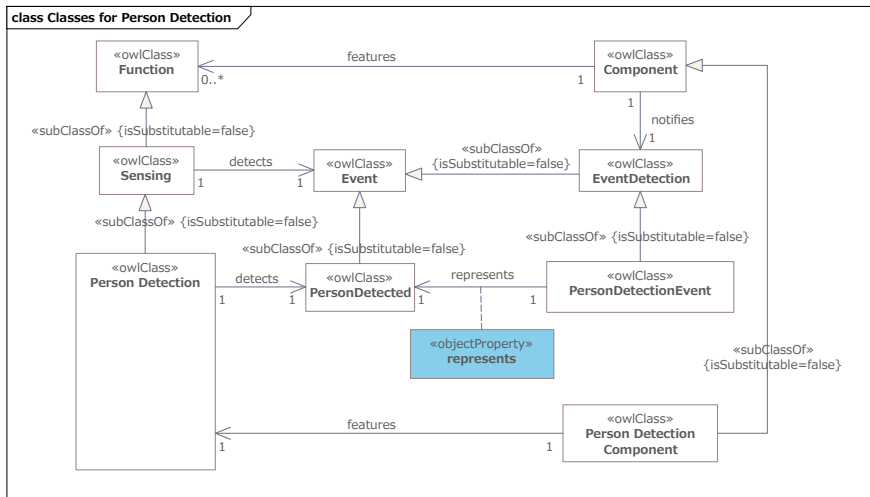 class Classes for Person Detection
«owlClass»
Function
features
0..*
1
«owlClass»
Component
1
notifies
1
«subClassOf» {isSubstitutable=false}
«owlClass»
Sensing
detects
1
1
«owlClass»
Event
«subClassOf»
{isSubstitutable=false}
«owlClass»
EventDetection
«subClassOf» {isSubstitutable=false}
«subClassOf» {isSubstitutable=false}
«subClassOf» {isSubstitutable=false}
«owlClass»
Person Detection
detects
1
1
«owlClass»
PersonDetected
represents
1
1
«owlClass»
PersonDetectionEvent
«objectProperty»
represents
«subClassOf»
{isSubstitutable=false}
features
1
1
«owlClass»
Person Detection
Component